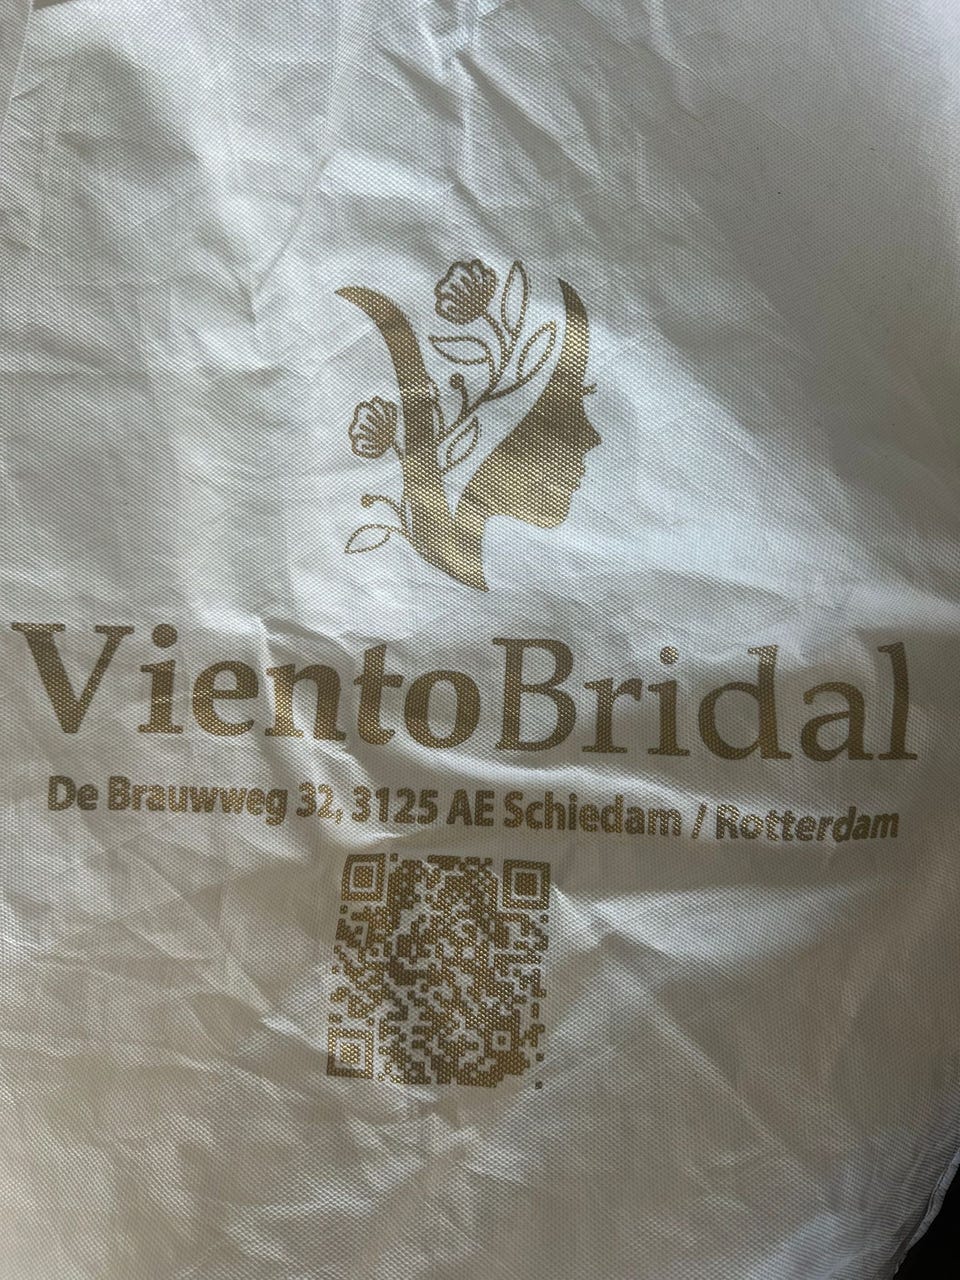 VientoBridal
De Brauwweg 32, 3125 AE Schiedam / Rotterdam